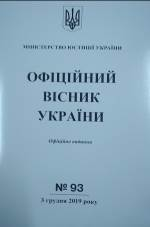 МІНІСТЕРСТВО ЮСТИЦІЇ УКРАЇНИ
ОФІЦІЙНИЙ
ВІСНИК
УКРАЇНИ
Офіційне видання
№ 93
3 грудня 2019 року